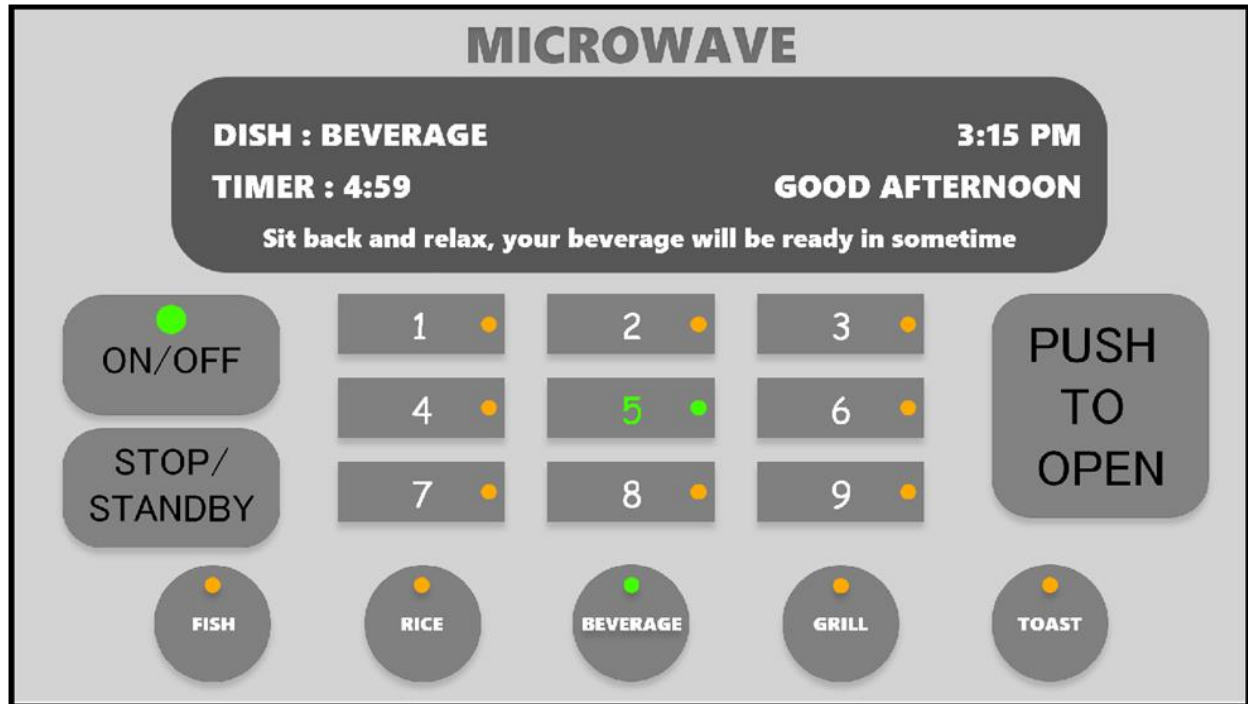 MICROWAVE
DISH : BEVERAGE
3:15 PM
TIMER : 4:59
GOOD AFTERNOON
Sit back and relax, your beverage will be ready in sometime
ON/OFF
1
2
3
4
5
6
7
8
9
STOP/
STANDBY
PUSH
TO
OPEN
FISH
RICE
BEVERAGE
GRILL
TOAST